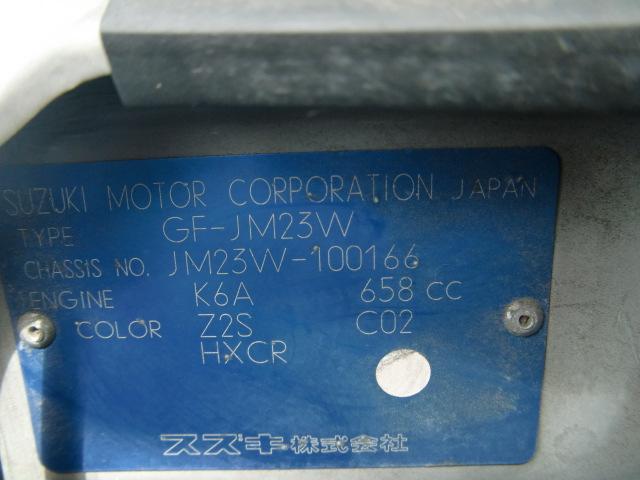 SUZUKI MOTOR CORPORATION JAPAN
TYPE GF-JM23W
CHASSIS NO. JM23W-100166
ENGINE K6A 658 CC
COLOR Z2S C02
HXCR
スズキ株式会社